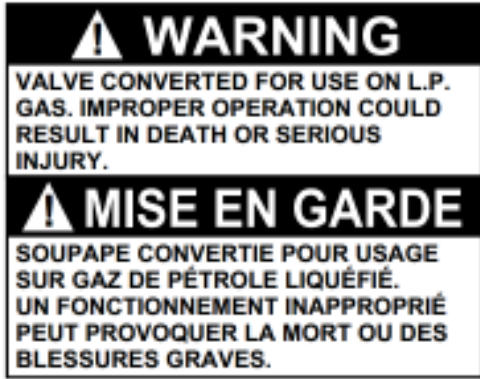 WARNING
VALVE CONVERTED FOR USE ON L.P.
GAS. IMPROPER OPERATION COULD
RESULT IN DEATH OR SERIOUS
INJURY.
MISE EN GARDE
SOUPAPE CONVERTIE POUR USAGE
SUR GAZ DE PÉTROLE LIQUÉFIÉ.
UN FONCTIONNEMENT INAPPROPRIÉ
PEUT PROVOQUER LA MORT OU DES
BLESSURES GRAVES.